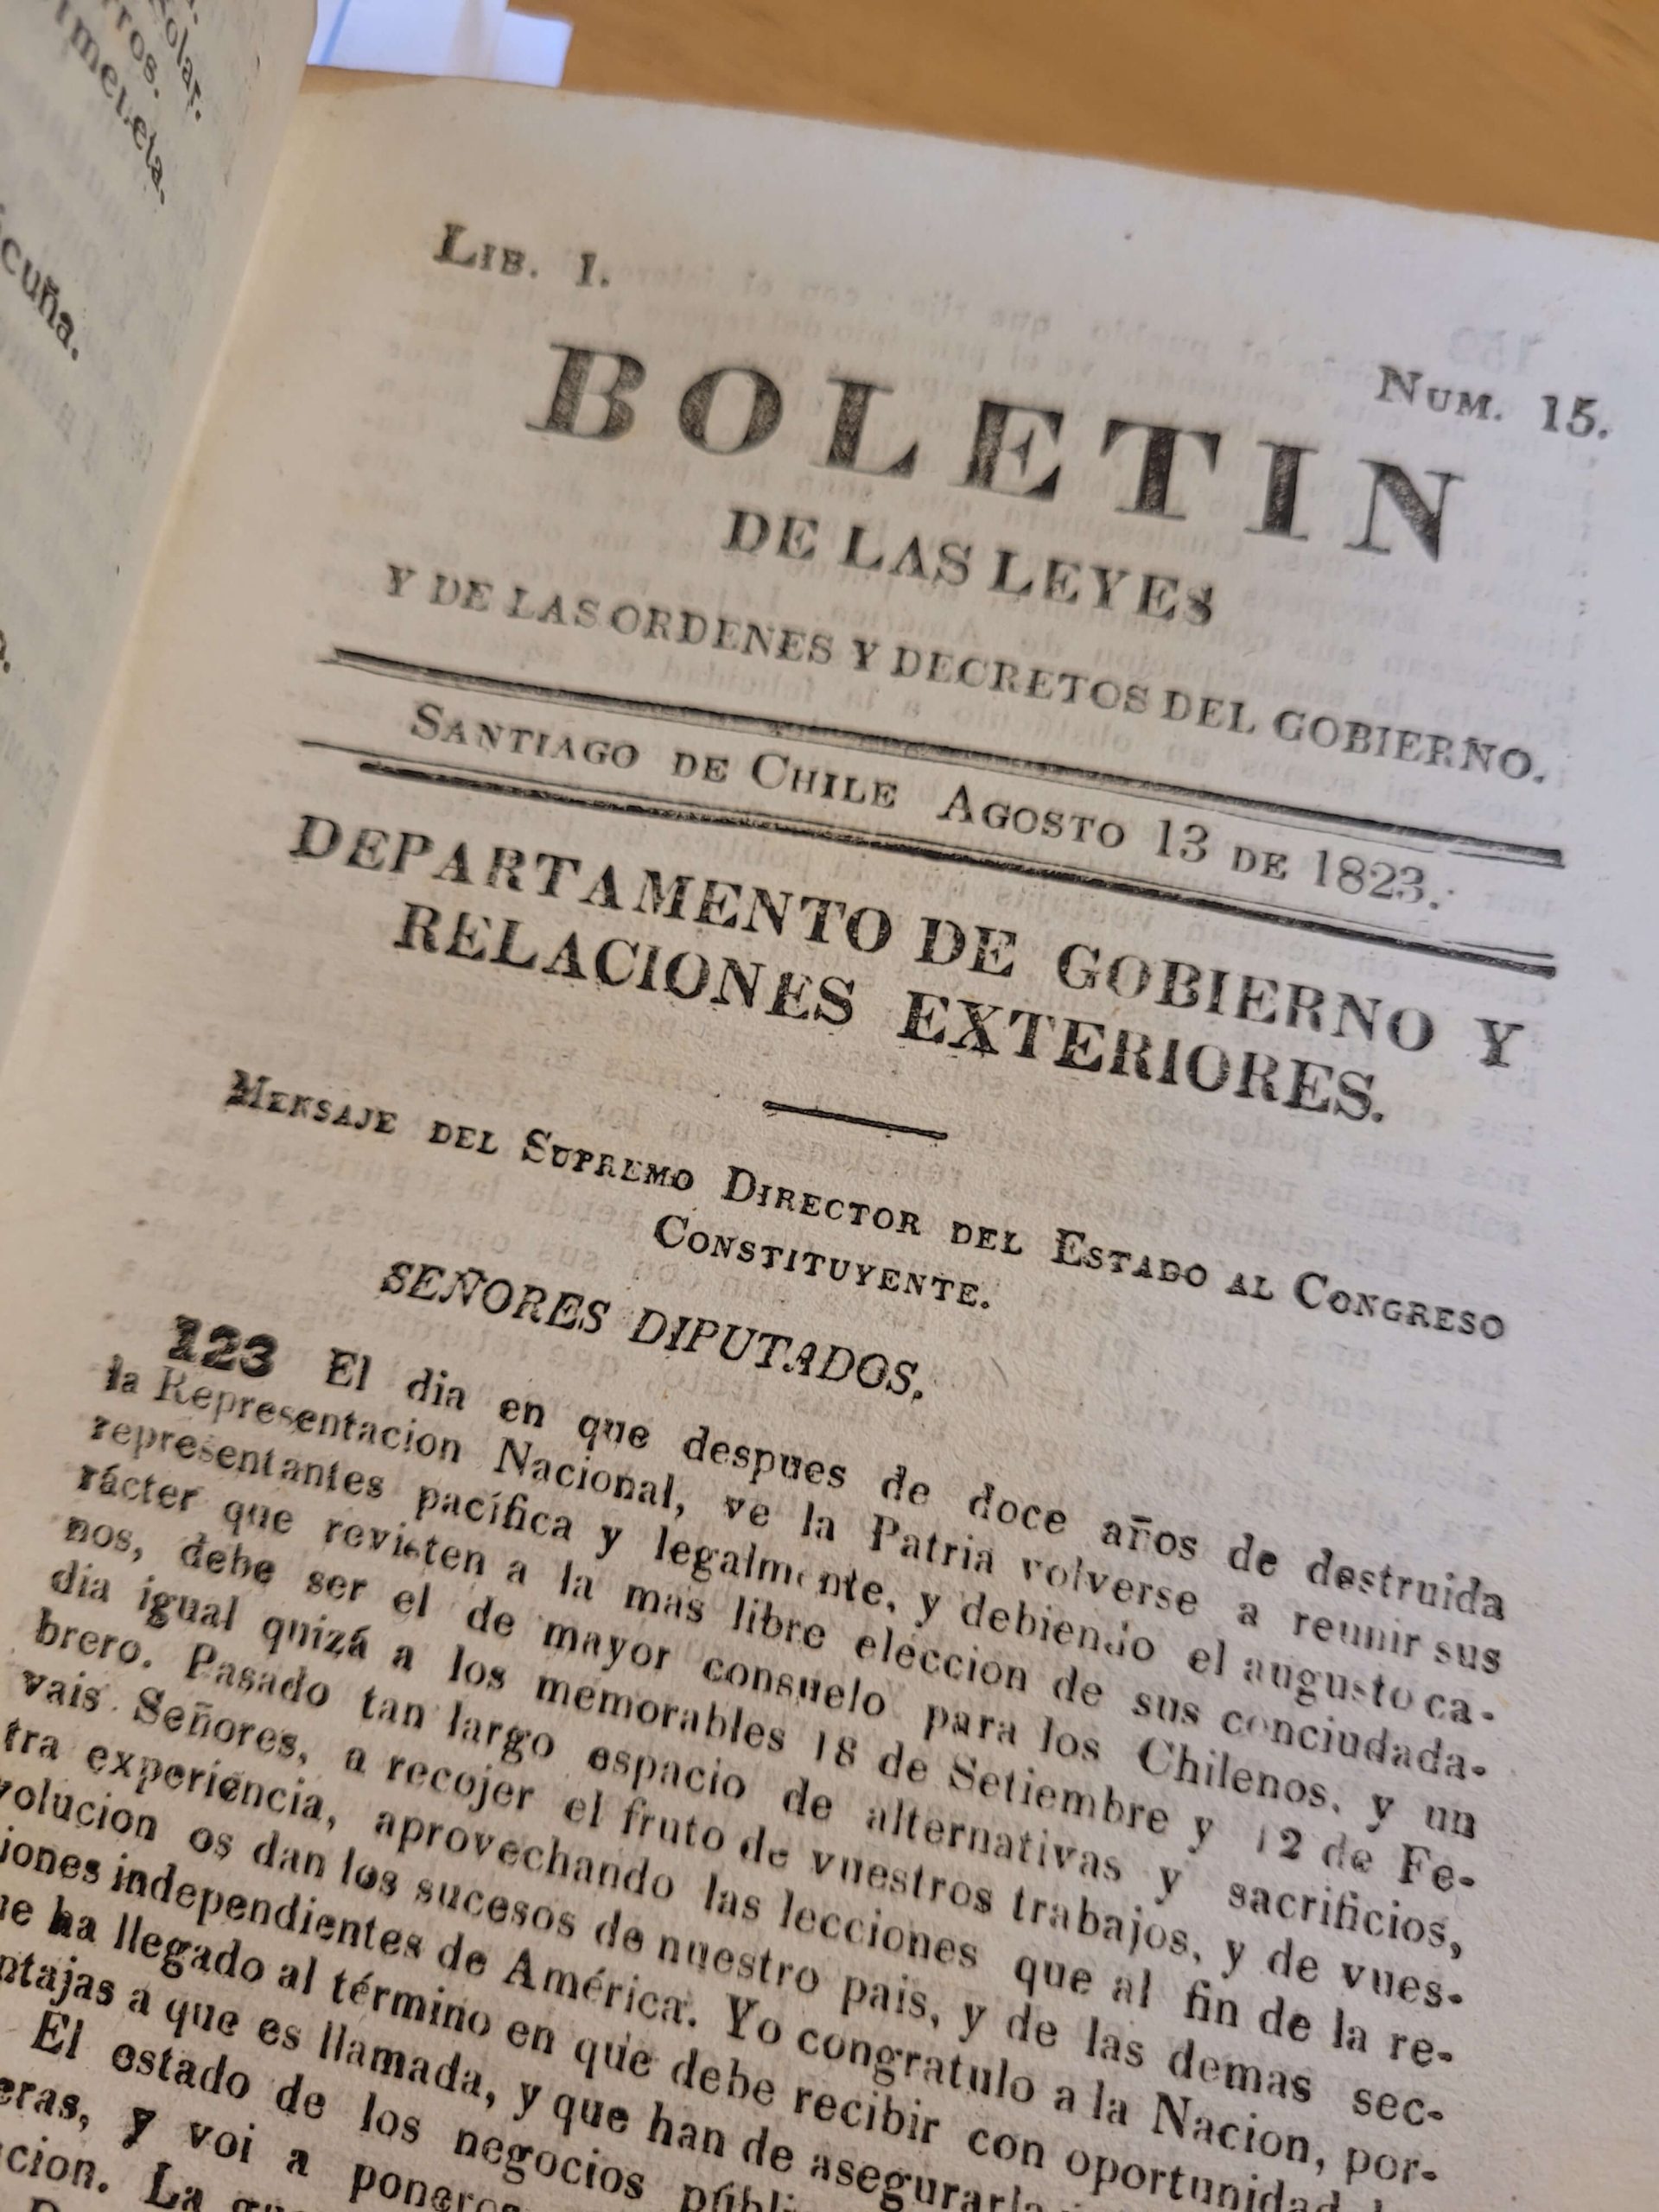 olar.
rros.
rmeleta.
cuña.
Lib. 1.
Num. 15.
BOLETIN
DE LAS LEYES
Y DE LAS ORDENES Y DECRETOS DEL GOBIERNO.
Santiago de Chile Agosto 13 de 1823.
DEPARTAMENTO DE GOBIERNO Y
RELACIONES EXTERIORES.
Mensaje del Supremo Director del Estado al Congreso
Constituyente.
SEÑORES DIPUTADOS.
123 El dia en que despues de doce años de destruida
la Representacion Nacional, ve la Patria volverse a reunir sus
representantes pacífica y legalmente, y debiendo el augusto ca-
rácter que revisten a la mas libre eleccion de sus conciudada-
nos, debe ser el de mayor consuelo para los Chilenos, y un
dia igual quizá a los memorables 18 de Setiembre y 12 de Fe-
brero. Pasado tan largo espacio de alternativas y sacrificios,
vais Señores, a recojer el fruto de vuestros trabajos, y de vues-
tra experiencia, aprovechando las lecciones que al fin de la re-
volucion os dan los sucesos de nuestro pais, y de las demas sec-
iones independientes de América. Yo congratulo a la Nacion, por-
ue ha llegado al término en que debe recibir con oportunidad
ntajas a que es llamada, y que han de asegurarla
El estado de los negocios públi
eras, y voi a poneros
cion. La